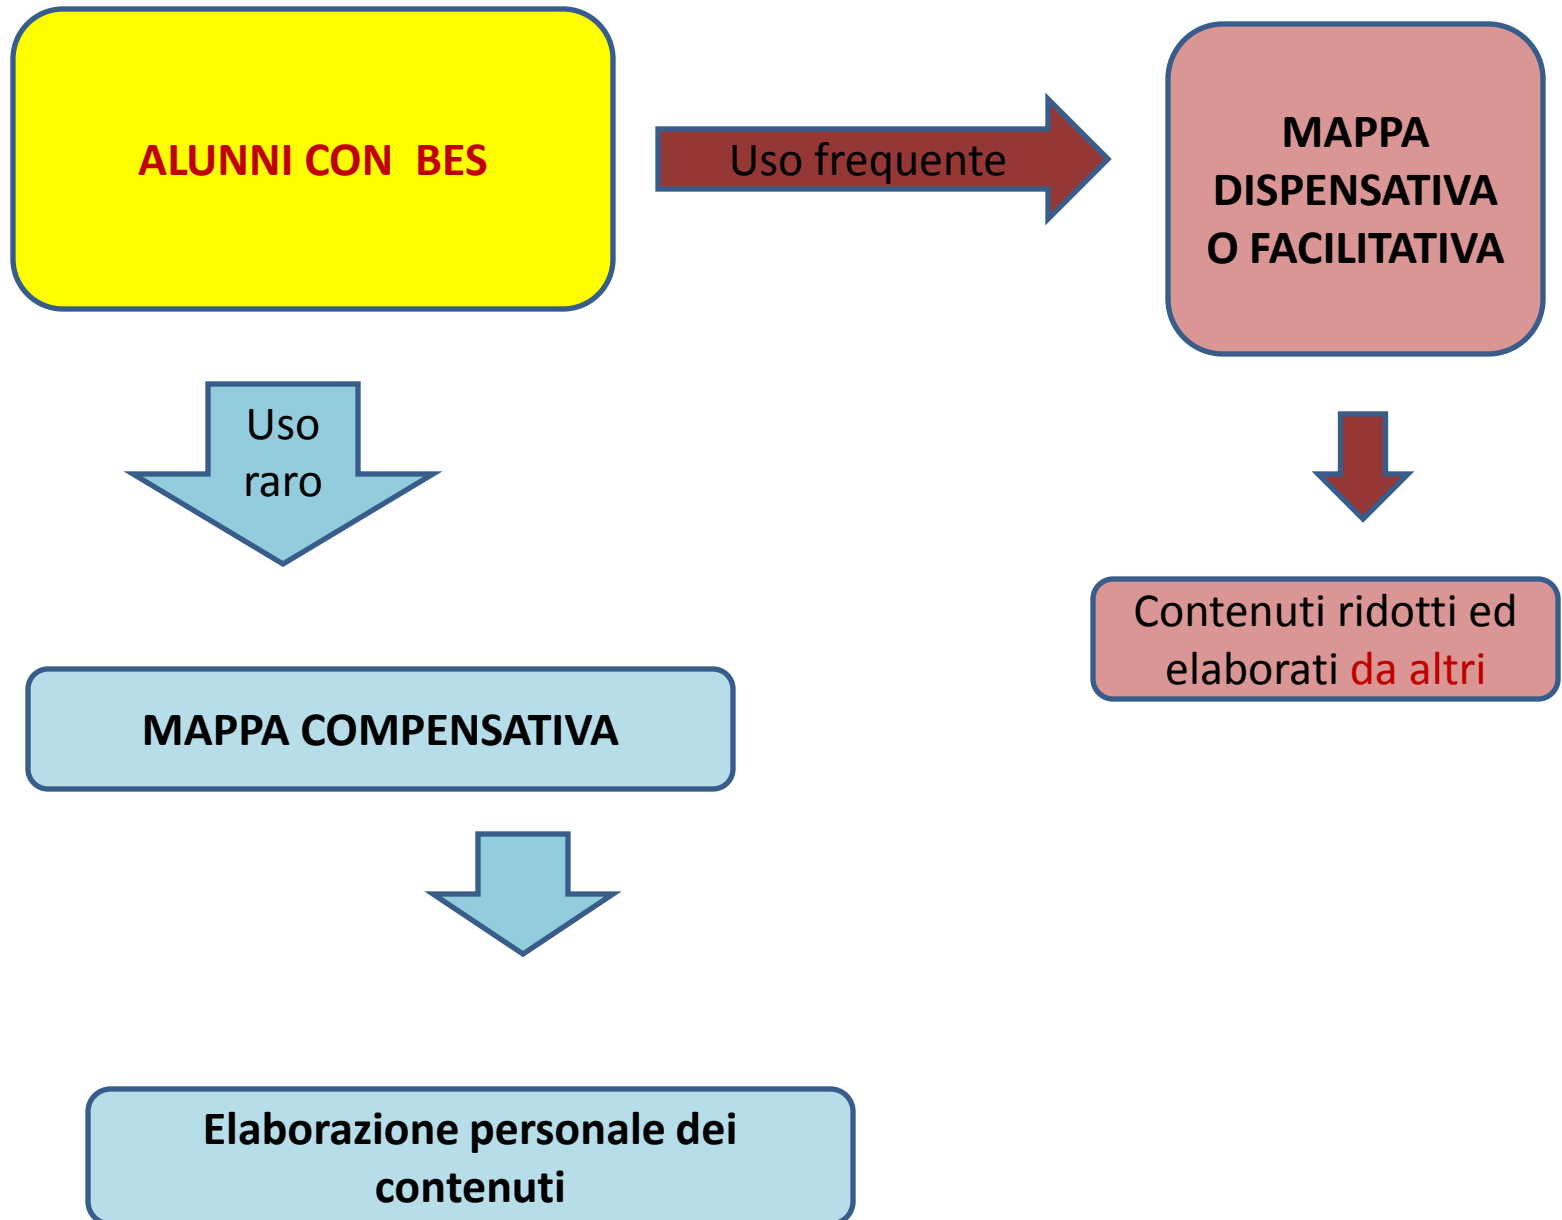 ALUNNI CON  BES
Uso frequente
MAPPA
DISPENSATIVA
O FACILITATIVA
Uso
raro
Contenuti ridotti ed
elaborati da altri
MAPPA COMPENSATIVA
Elaborazione personale dei
contenuti